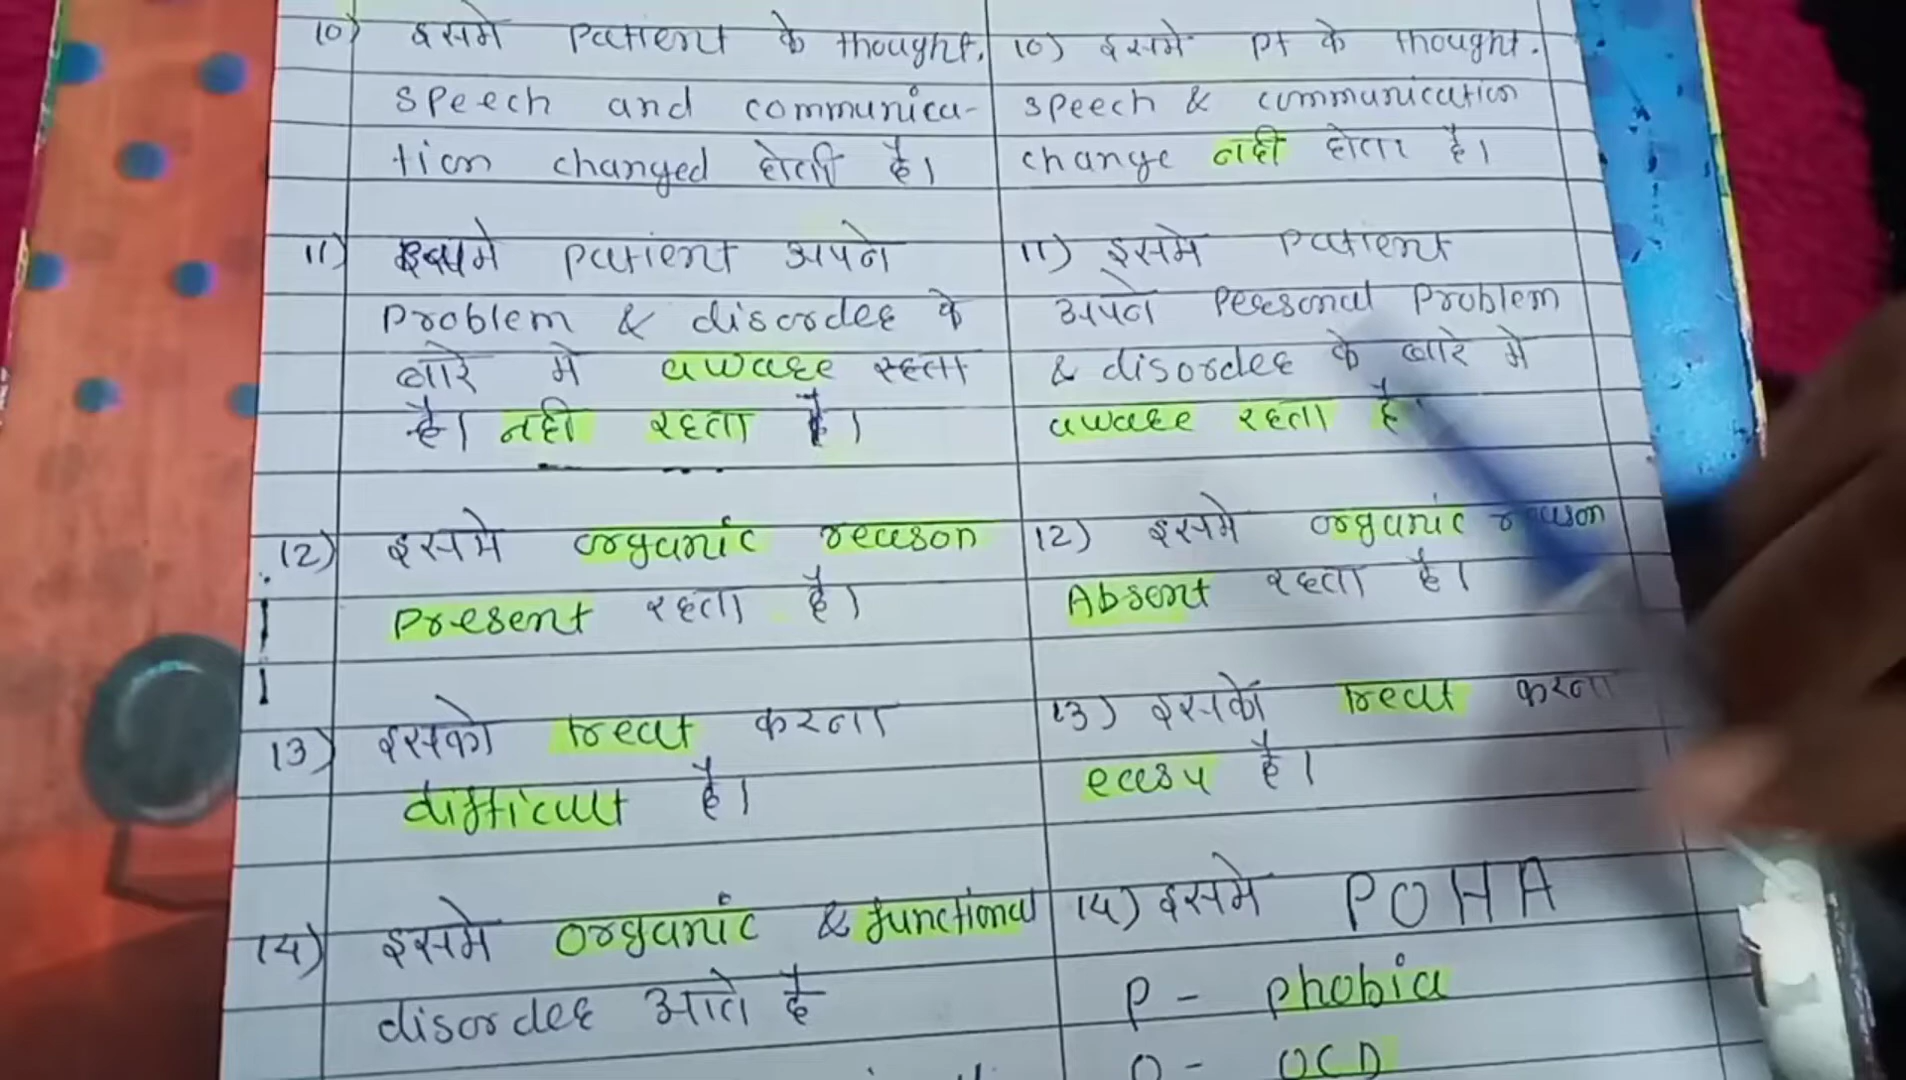 10) इसमे patient के thought,
speech and communica-
tion changed होती है।
11) इसमे patient अपने
problem & disorder के
बारे मे aware रहता
है। नही रहता है।
12) इसमे organic reason
present रहता है।
13) इसको treat करना
difficult है।
14) इसमे organic & functional
disorder आते है
10) इसमे pt के thought.
speech & communication
change नही होता है।
11) इसमे patient
अपने personal problem
& disorder के बारे मे
aware रहता है
12) इसमे organic reason
Absent रहता है।
13) इसको treat करना
easy है।
14) इसमे POHA
P - phobia
O - OCD